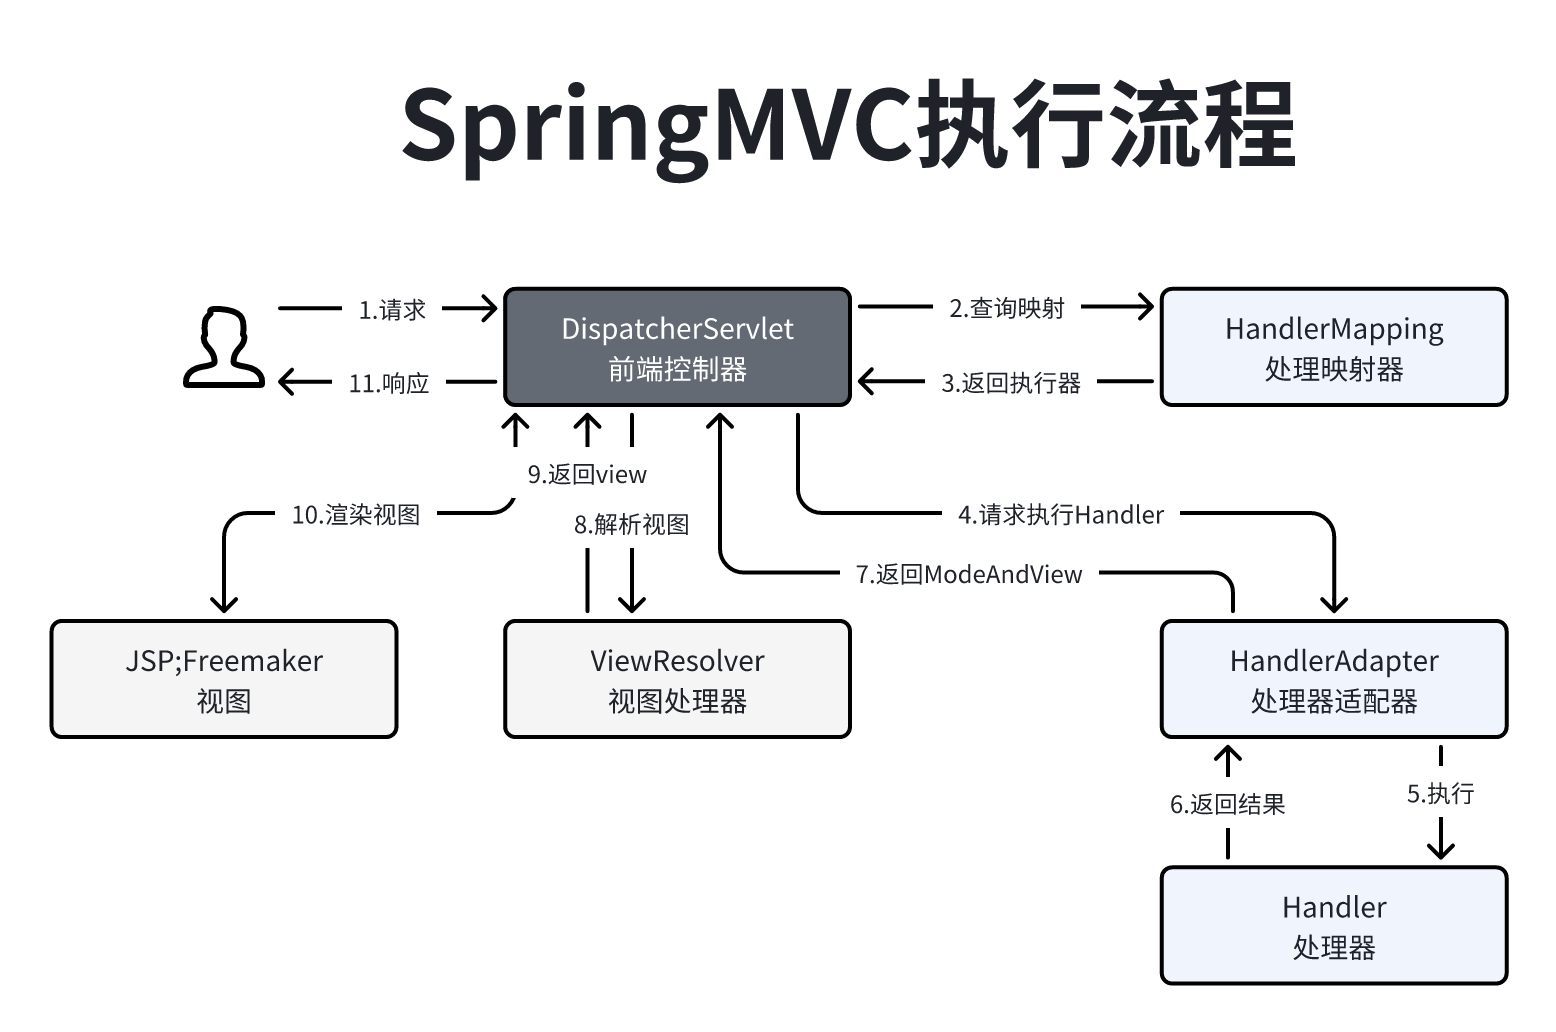 SpringMVC执行流程
1.请求
DispatcherServlet
前端控制器
2.查询映射
HandlerMapping
处理映射器
11.响应
3.返回执行器
9.返回view
10.渲染视图
8.解析视图
4.请求执行Handler
7.返回ModeAndView
JSP;Freemaker
视图
ViewResolver
视图处理器
HandlerAdapter
处理器适配器
6.返回结果
5.执行
Handler
处理器